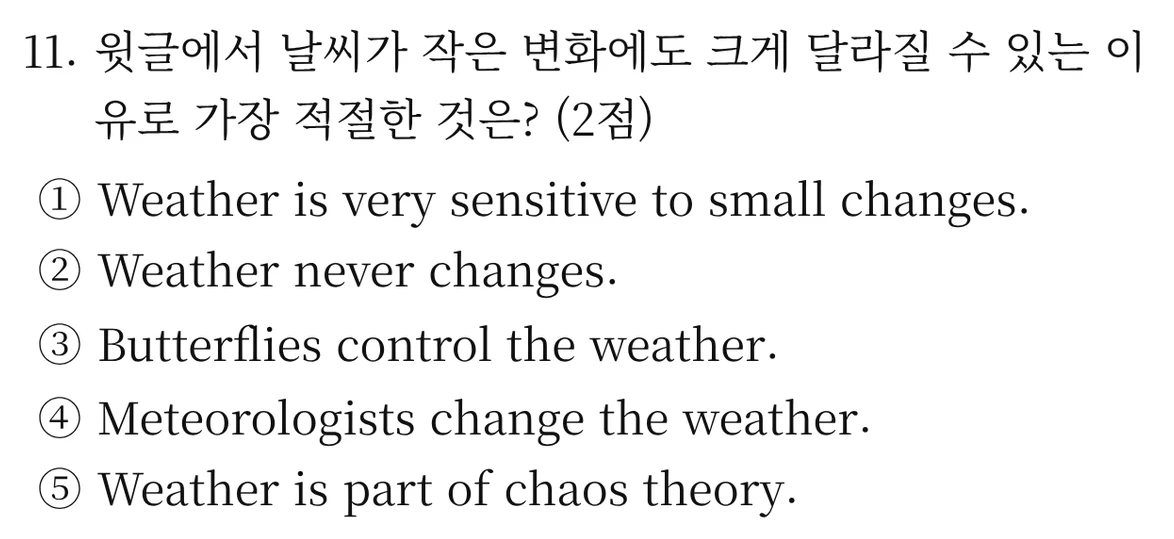 11. 윗글에서 날씨가 작은 변화에도 크게 달라질 수 있는 이
유로 가장 적절한 것은? (2점)
① Weather is very sensitive to small changes.
② Weather never changes.
③ Butterflies control the weather.
④ Meteorologists change the weather.
⑤ Weather is part of chaos theory.